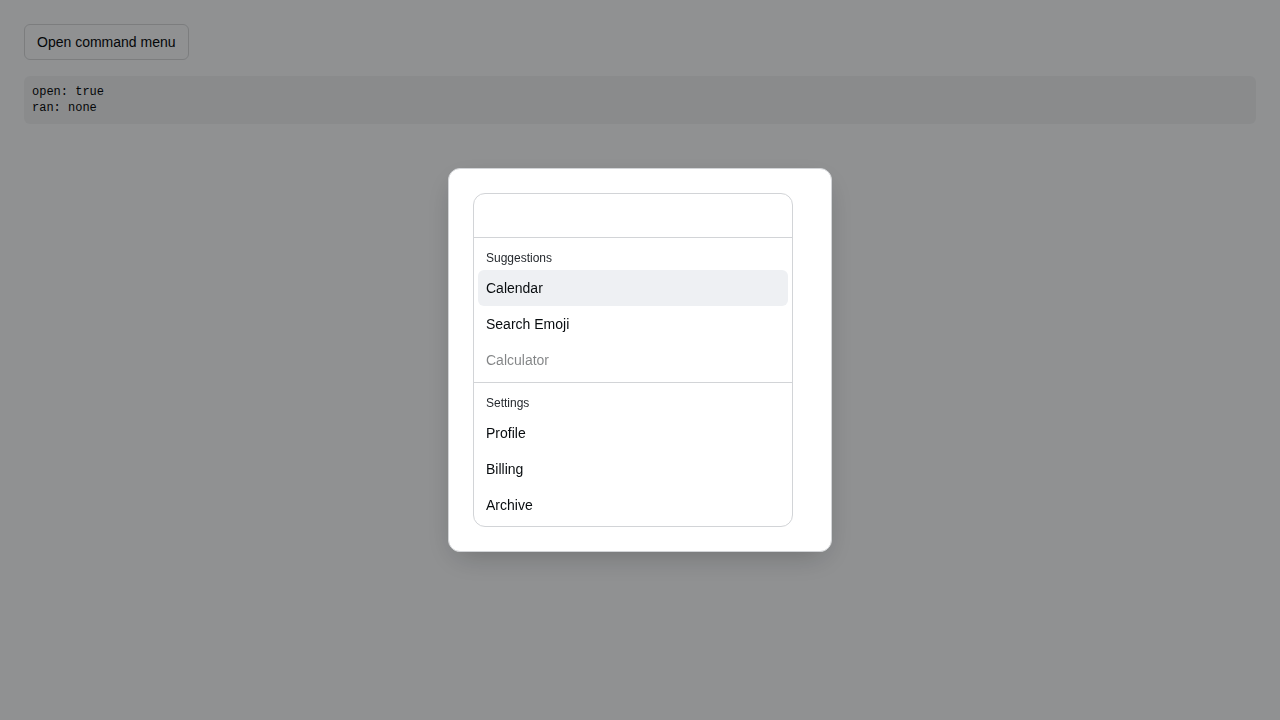 Open command menu
open: true
ran: none
Suggestions
Calendar
Search Emoji
Calculator
Settings
Profile
Billing
Archive